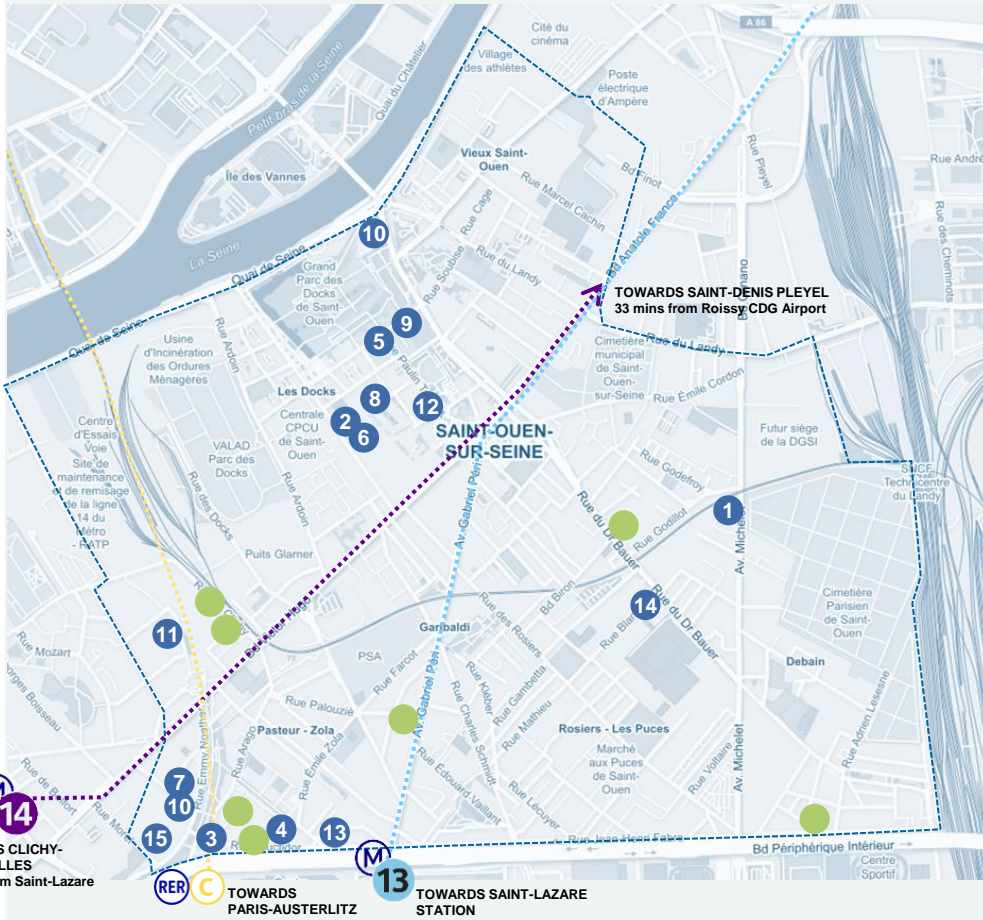 Cité du
cinéma
A 86
Village
des athlètes
Poste
électrique
d'Ampère
Quai du Châtelier
Petit bras de la Seine
Vieux Saint-
Ouen
Île des Vannes
Rue Marcel Cachin
Bd Finot
Rue Pleyel
Rue André
Rue Cage
Rue des Cheminots
10
La Seine
Quai de Seine
Rue Soubise
Rue du Landy
Bd Anatole France
Grand
Parc des
Docks
de Saint-
Ouen
TOWARDS SAINT-DENIS PLEYEL
33 mins from Roissy CDG Airport
9
5
Quai de Seine
Rue Ardoin
Usine
d'Incinération
des Ordures
Ménagères
Cimetière
municipal
de Saint-
Ouen-
sur-Seine
Rue du Landy
Rue Émile Cordon
Les Docks
8
12
2
6
Centrale
CPCU
de Saint-
Ouen
SAINT-OUEN-
SUR-SEINE
Futur siège
de la DGSI
Centre
d'Essais
Voie
Site de
maintenance
et de remisage
de la ligne
14 du
Métro
- RATP
VALAD
Parc des
Docks
Rue des Docks
Rue Ardoin
Rue Godefroy
Rue Godillot
1
Av. Michelet
Rue du Dr Bauer
Av. Gabriel Péri
Puits Glarner
Bd Biron
14
Rue du Dr Bauer
Cimetière
Parisien
de Saint-
Ouen
11
Garibaldi
Rue des Rosiers
Rue Mozart
PSA
Rue Farcot
Debain
Rue Kléber
Rue Gambetta
Rue Mathieu
Rue Charles Schmidt
Av. Gabriel Péri
Rue Palouzié
Pasteur - Zola
Rue Arago
Rue Émile Zola
Rosiers - Les Puces
Marché
aux Puces
de Saint-
Ouen
Rue Voltaire
Av. Michelet
Rue Adrien Lesesne
Rue Édouard Vaillant
Rue Lécuyer
7
10
15
3
4
13
14
Rue Jean Henri Fabre
Bd Périphérique Intérieur
Centre
Sportif
M
13
TOWARDS SAINT-LAZARE
STATION
RER
C
TOWARDS
PARIS-AUSTERLITZ
CLICHY-
Saint-Lazare